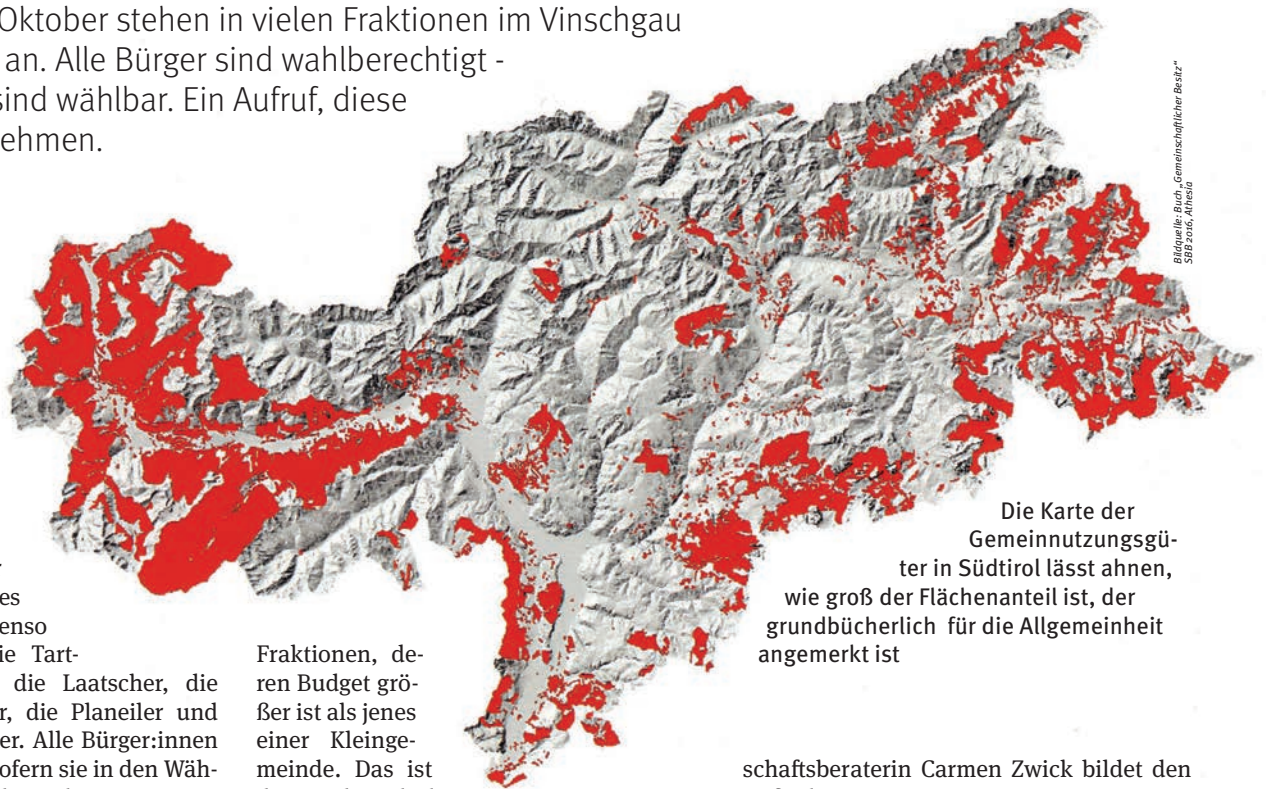 Oktober stehen in vielen Fraktionen im Vinschgau
an. Alle Bürger sind wahlberechtigt -
sind wählbar. Ein Aufruf, diese
ehmen.
Bildquelle: Buch „Gemeinschaftlicher Besitz“
SBB 2016, Athesia
Die Karte der
Gemeinnutzungsgü-
ter in Südtirol lässt ahnen,
wie groß der Flächenanteil ist, der
grundbücherlich für die Allgemeinheit
angemerkt ist
es
enso
ie Tart-
die Laatscher, die
r, die Planeiler und
er. Alle Bürger:innen
ofern sie in den Wäh-
Fraktionen, de-
ren Budget grö-
ßer ist als jenes
einer Kleinge-
meinde. Das ist
schaftsberaterin Carmen Zwick bildet den